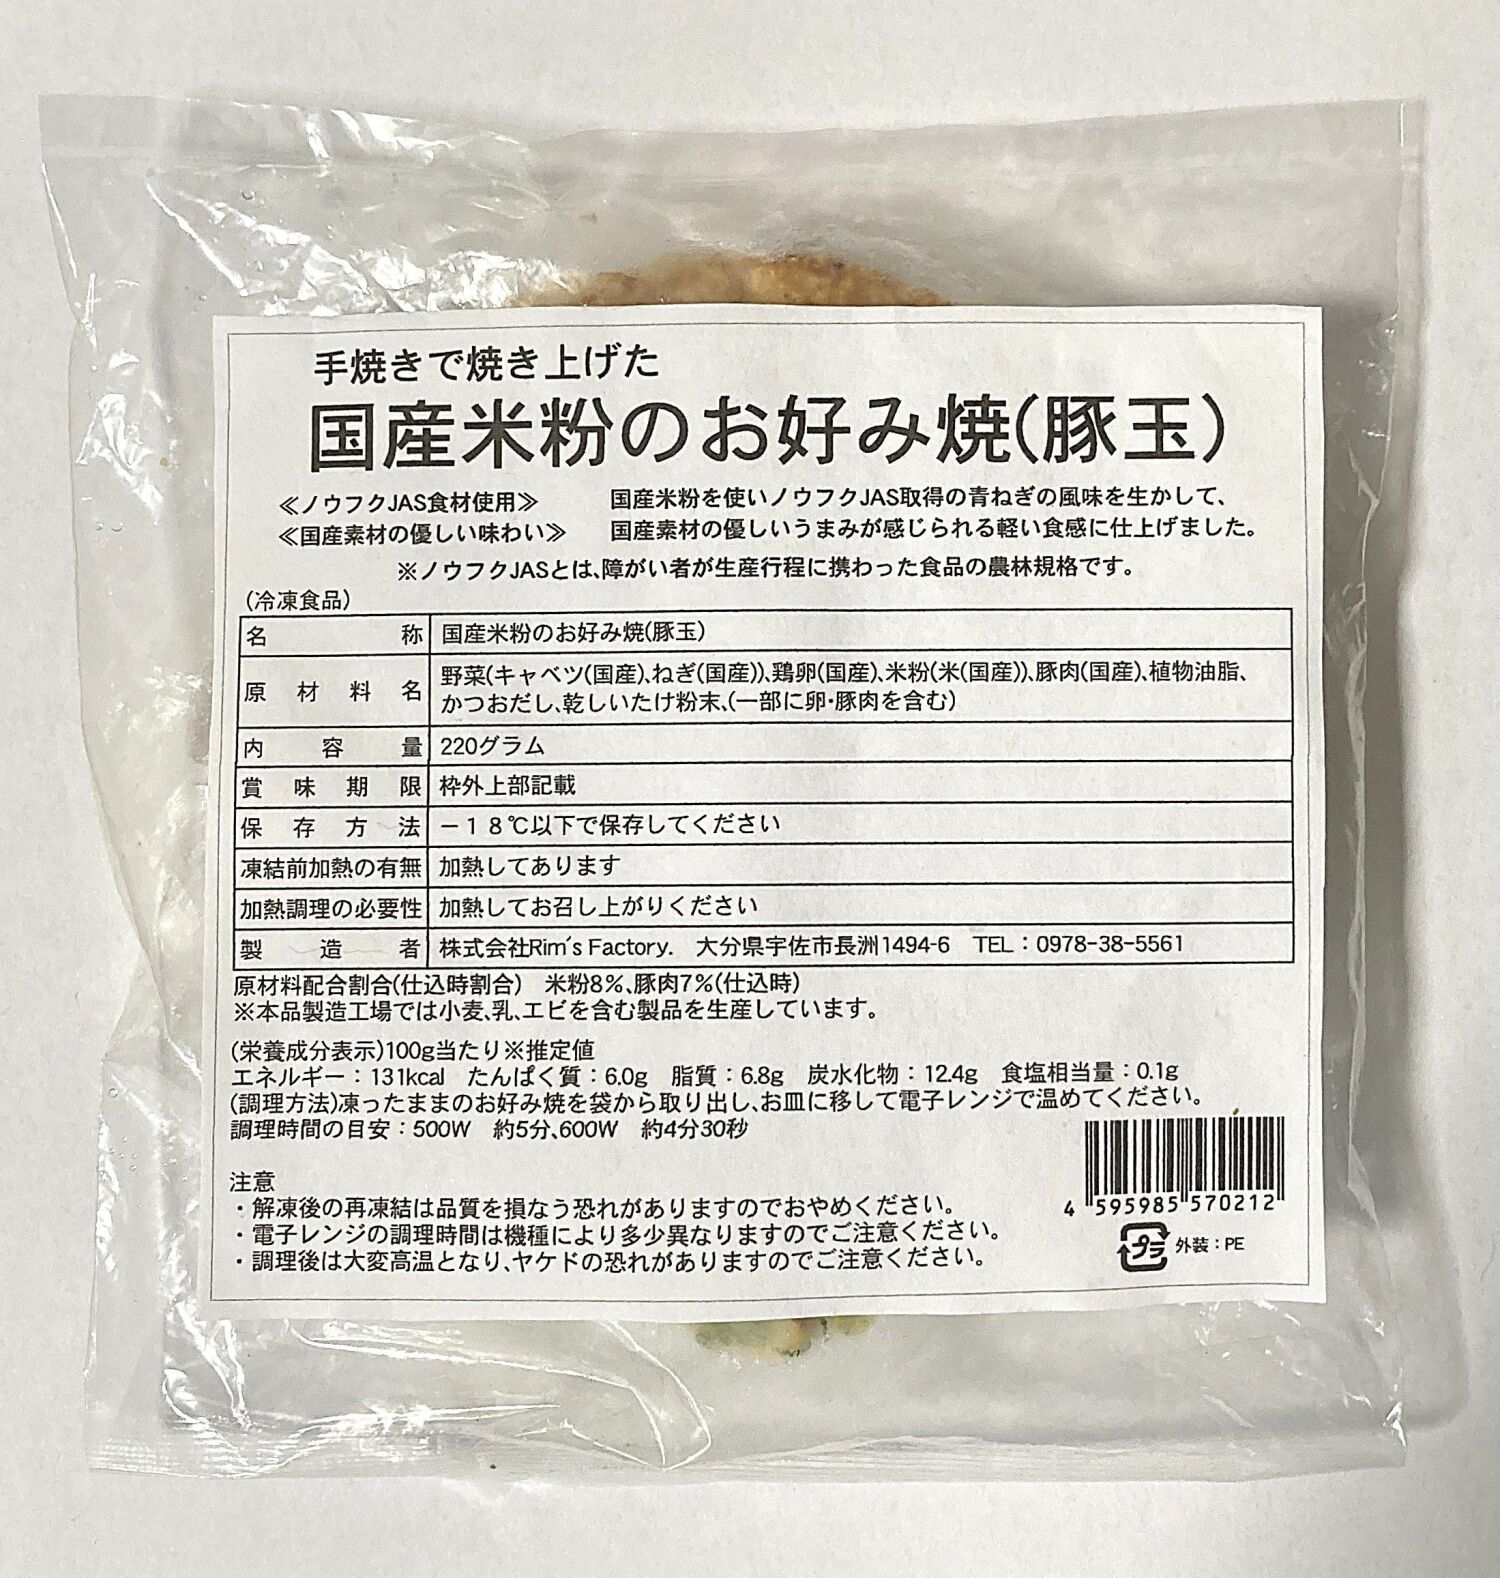 手焼きで焼き上げた
国産米粉のお好み焼(豚玉)
≪ノウフクJAS食材使用≫ 国産米粉を使いノウフクJAS取得の青ねぎの風味を生かして、
≪国産素材の優しい味わい≫ 国産素材の優しいうまみが感じられる軽い食感に仕上げました。
※ノウフクJASとは、障がい者が生産行程に携わった食品の農林規格です。
(冷凍食品)
名称 国産米粉のお好み焼(豚玉)
原材料名 野菜(キャベツ(国産)、ねぎ(国産))、鶏卵(国産)、米粉(米(国産))、豚肉(国産)、植物油脂、
かつおだし、乾しいたけ粉末、(一部に卵・豚肉を含む)
内容量 220グラム
賞味期限 枠外上部記載
保存方法 －１８℃以下で保存してください
凍結前加熱の有無 加熱してあります
加熱調理の必要性 加熱してお召し上がりください
製造者 株式会社Rim's Factory. 大分県宇佐市長洲1494-6 TEL：0978-38-5561
原材料配合割合(仕込時割合) 米粉8%、豚肉7%(仕込時)
※本品製造工場では小麦、乳、エビを含む製品を生産しています。
(栄養成分表示)100g当たり※推定値
エネルギー：131kcal たんぱく質：6.0g 脂質：6.8g 炭水化物：12.4g 食塩相当量：0.1g
(調理方法)凍ったままのお好み焼を袋から取り出し、お皿に移して電子レンジで温めてください。
調理時間の目安：500W 約5分、600W 約4分30秒
注意
・解凍後の再凍結は品質を損なう恐れがありますのでおやめください。
・電子レンジの調理時間は機種により多少異なりますのでご注意ください。
・調理後は大変高温となり、ヤケドの恐れがありますのでご注意ください。
4 595985 570212
プラ 外装：PE